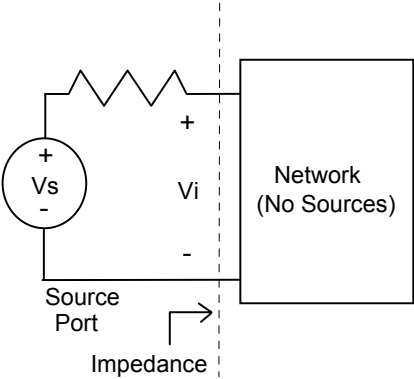 +
+
Vs
Vi
Network
(No Sources)
-
-
Source
Port
Impedance